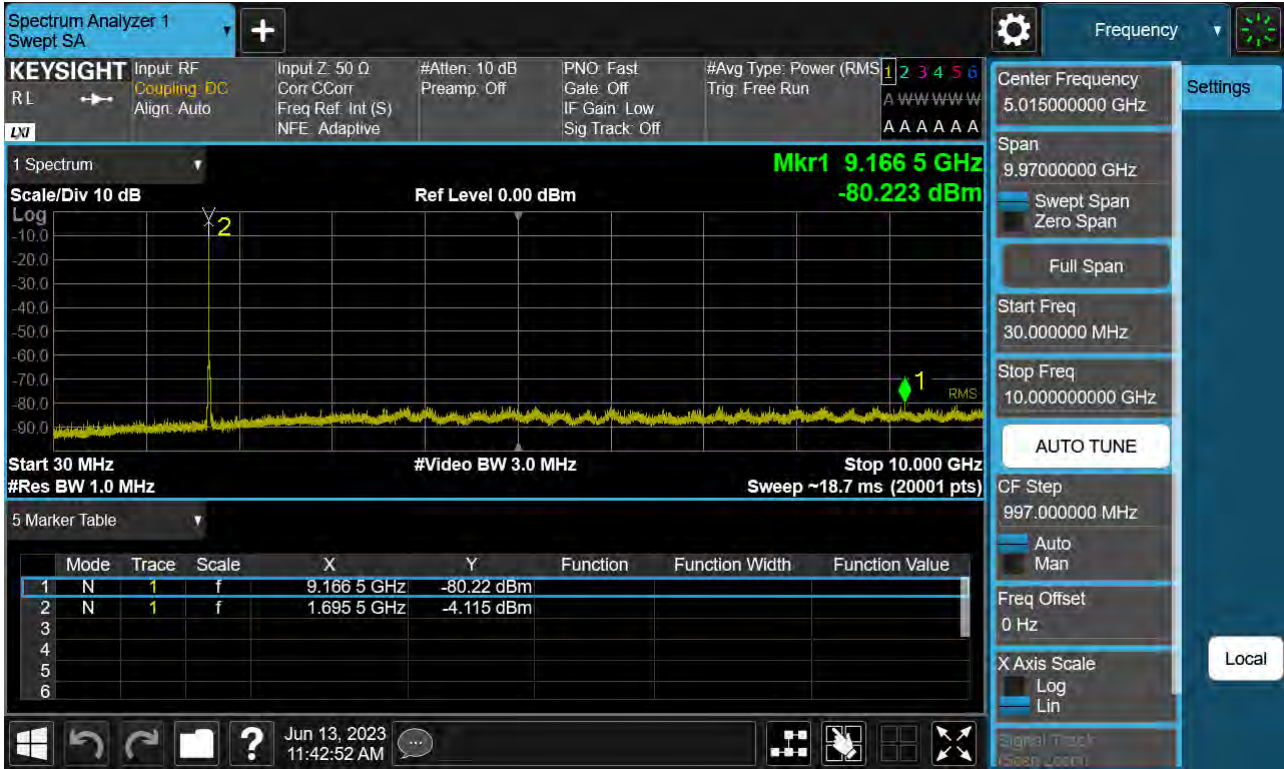 Spectrum Analyzer 1
Swept SA
+
Frequency
KEYSIGHT
RL
LXI
Input: RF
Coupling: DC
Align: Auto
Input Z: 50 Ω
Corr CCorr
Freq Ref: Int (S)
NFE: Adaptive
#Atten: 10 dB
Preamp: Off
PNO: Fast
Gate: Off
IF Gain: Low
Sig Track: Off
#Avg Type: Power (RMS
Trig: Free Run
1 2 3 4 5 6
A W W W W W
A A A A A A
1 Spectrum
Scale/Div 10 dB
Ref Level 0.00 dBm
Mkr1 9.166 5 GHz
-80.223 dBm
Log
-10.0
-20.0
-30.0
-40.0
-50.0
-60.0
-70.0
-80.0
-90.0
2
1
RMS
Start 30 MHz
#Video BW 3.0 MHz
Stop 10.000 GHz
#Res BW 1.0 MHz
Sweep ~18.7 ms (20001 pts)
5 Marker Table
Mode Trace Scale X Y Function Function Width Function Value
1 N 1 f 9.166 5 GHz -80.22 dBm
2 N 1 f 1.695 5 GHz -4.115 dBm
3
4
5
6
Jun 13, 2023
11:42:52 AM
?
Center Frequency
5.015000000 GHz
Settings
Span
9.97000000 GHz
Swept Span
Zero Span
Full Span
Start Freq
30.000000 MHz
Stop Freq
10.000000000 GHz
AUTO TUNE
CF Step
997.000000 MHz
Auto
Man
Freq Offset
0 Hz
X Axis Scale
Log
Lin
Local
Signal Track
(Span Zoom)